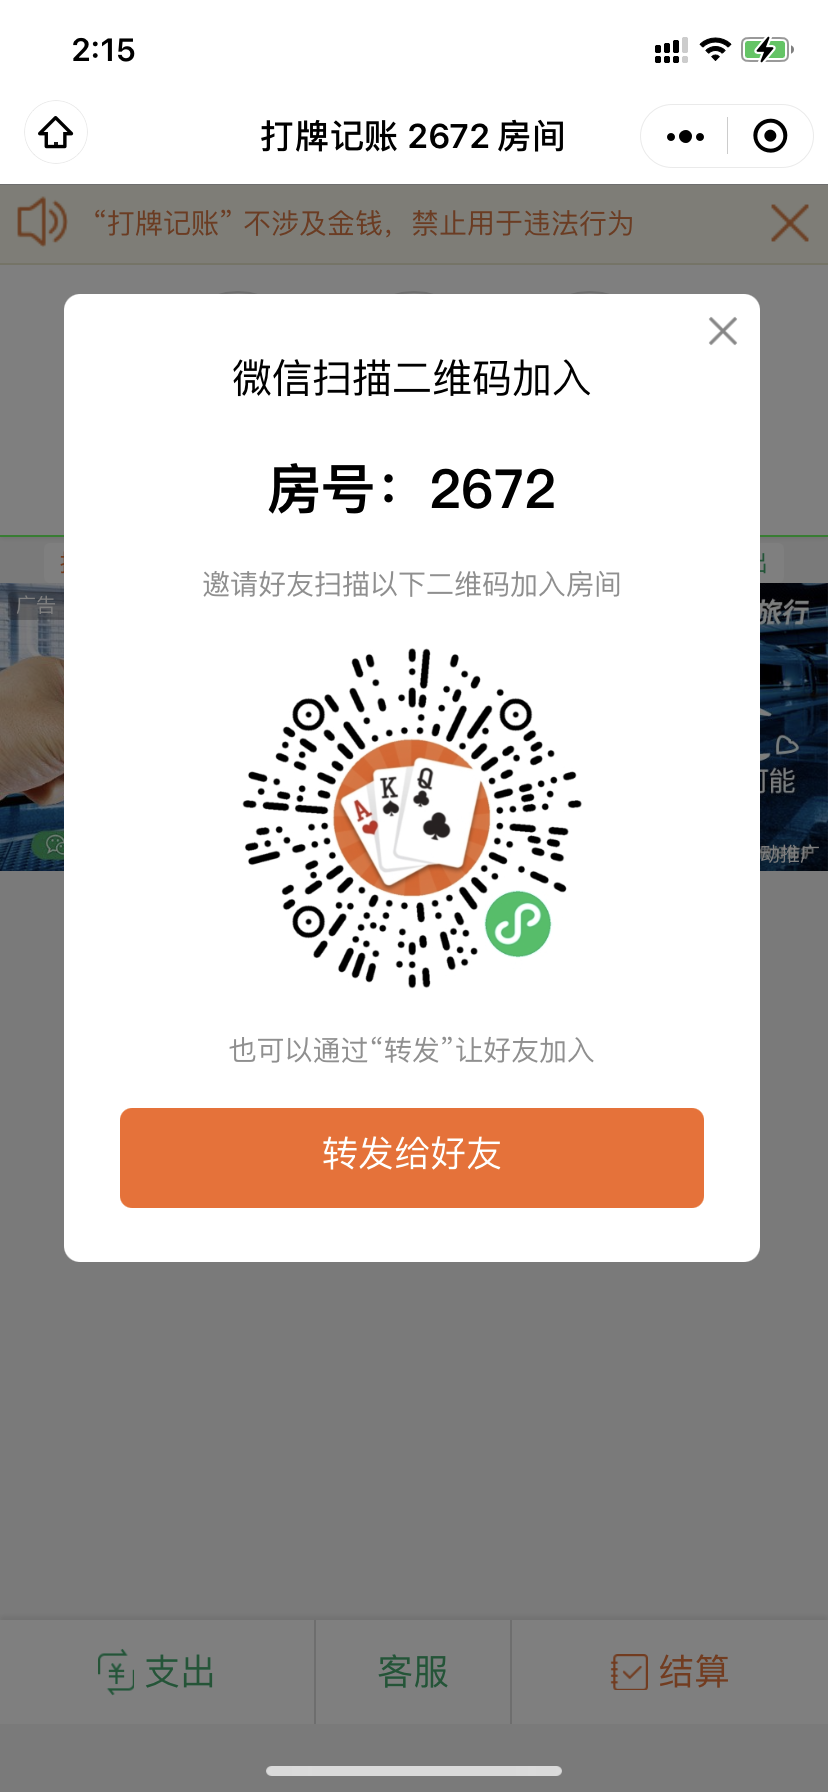 2:15
打牌记账 2672 房间
“打牌记账” 不涉及金钱，禁止用于违法行为
微信扫描二维码加入
房号：2672
邀请好友扫描以下二维码加入房间
广告
旅行
可能
A K Q
动推广
也可以通过“转发”让好友加入
转发给好友
支出
客服
结算